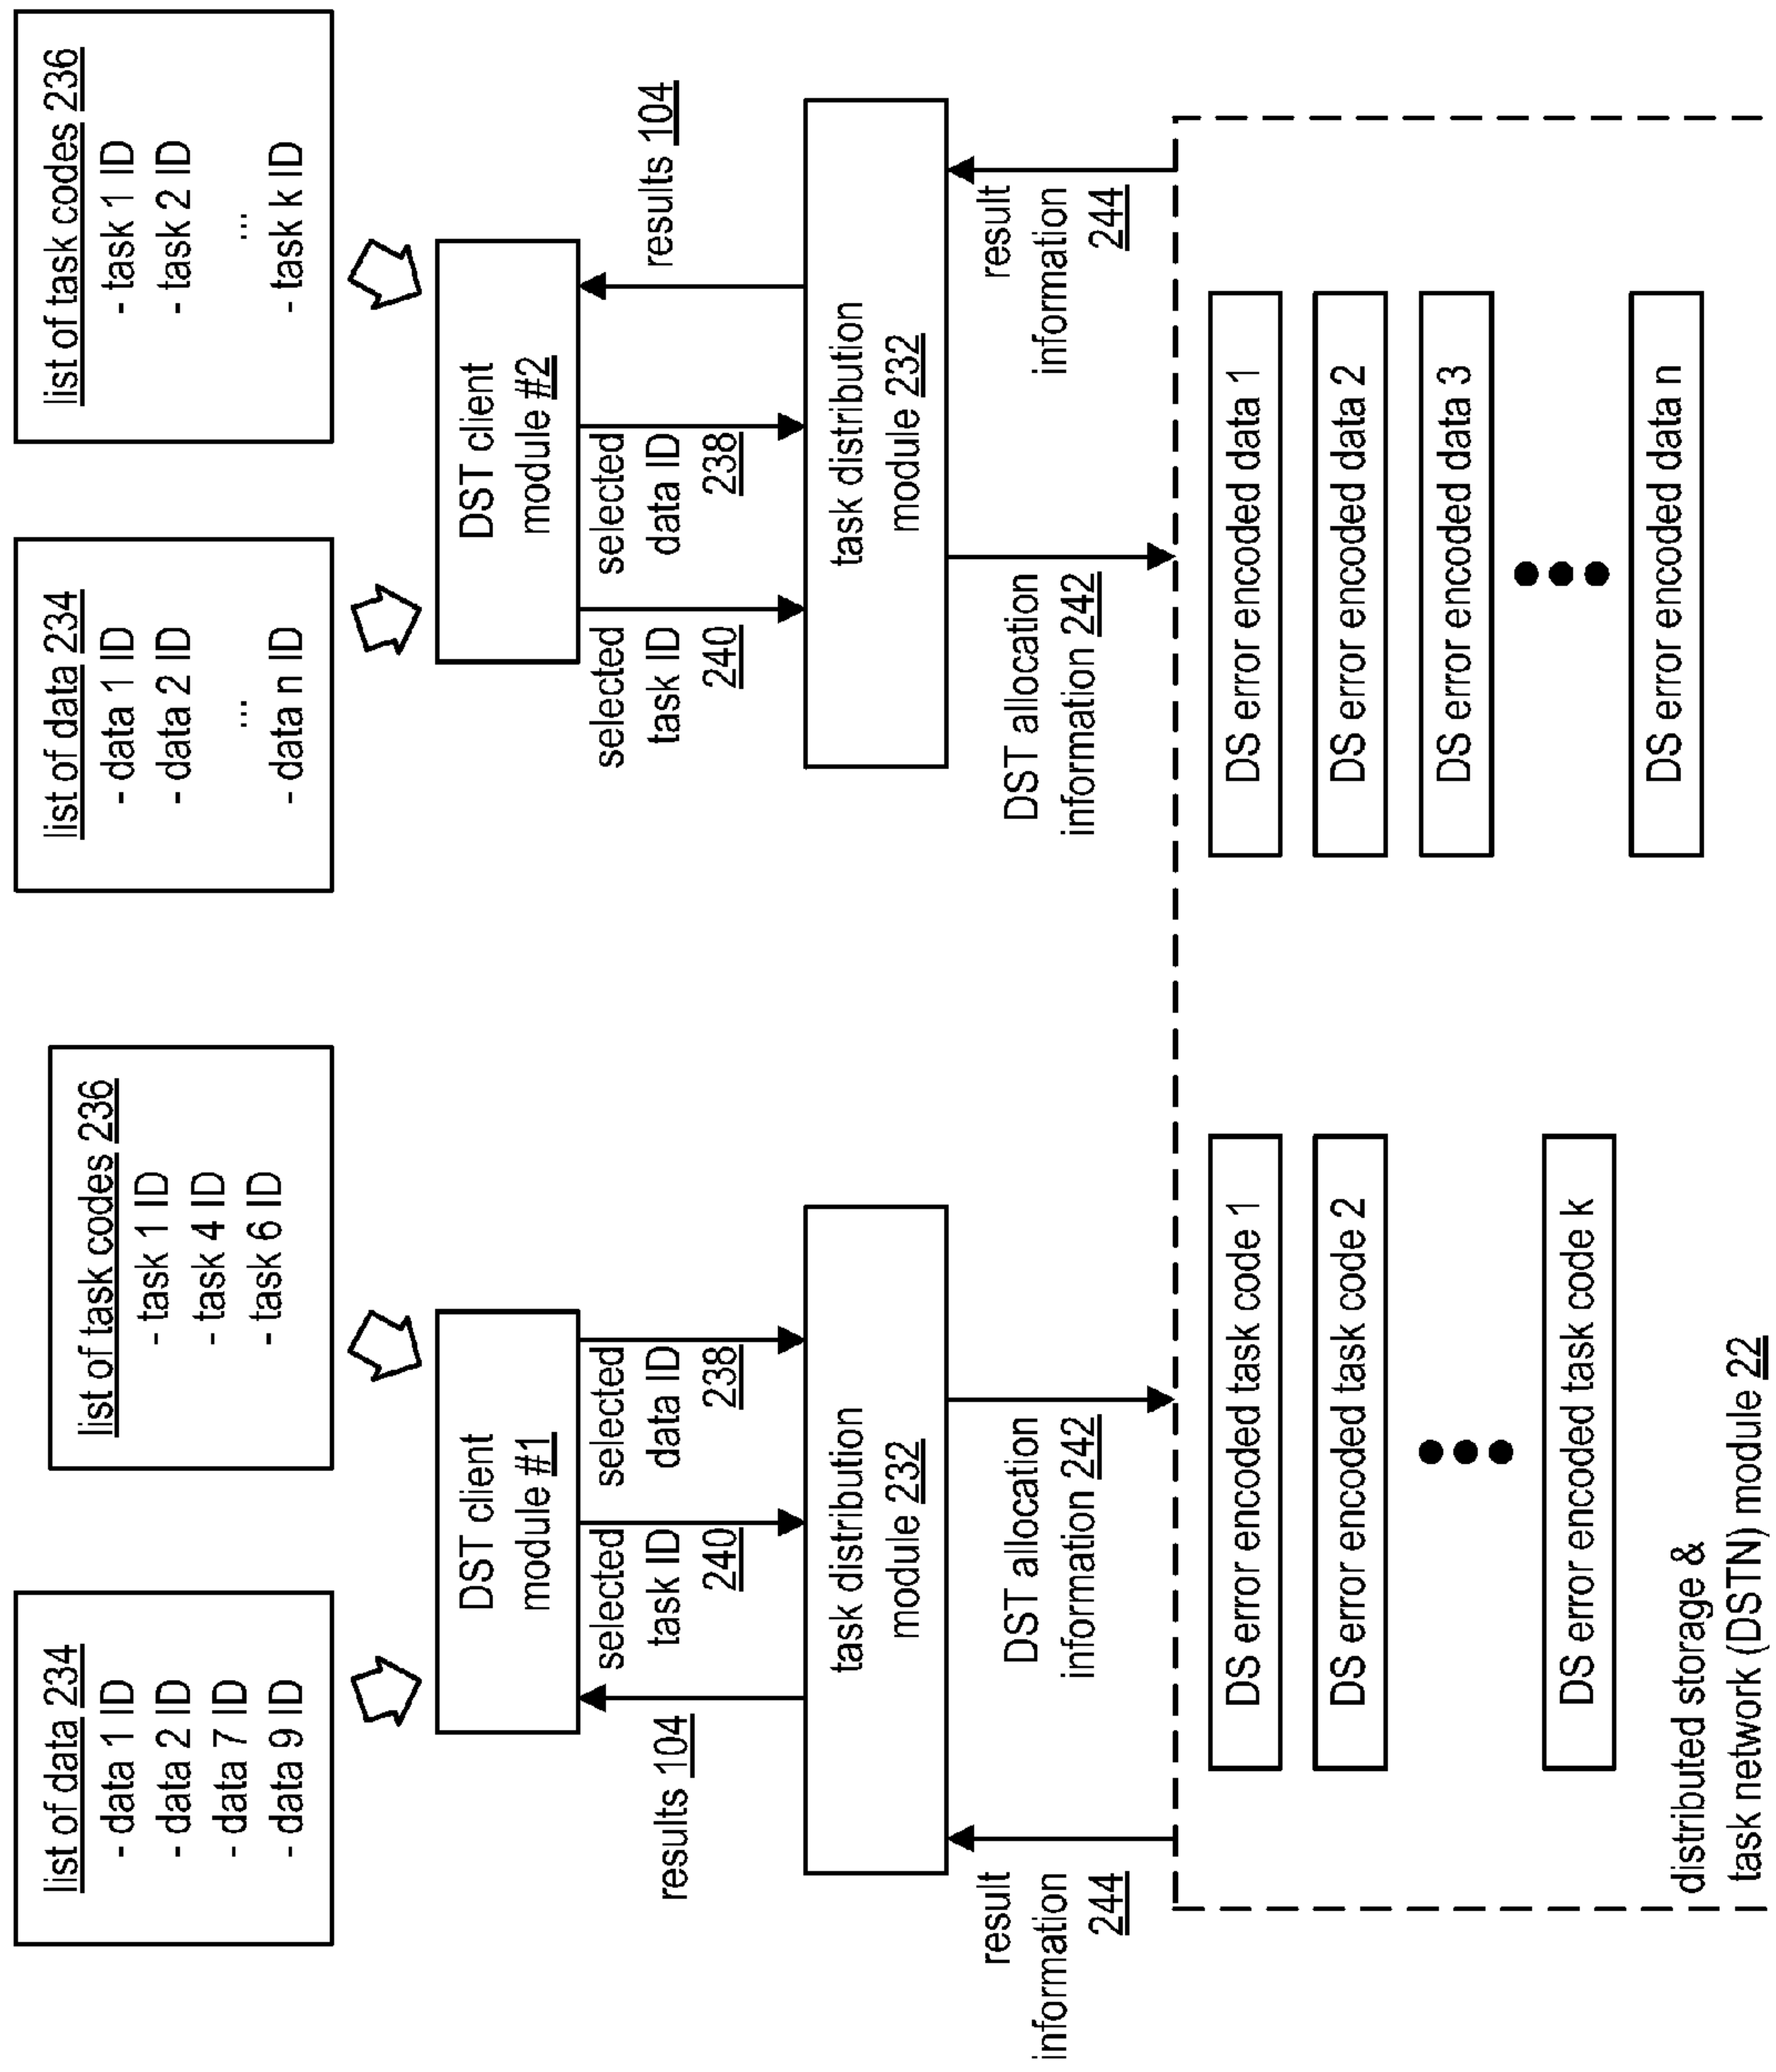 list of data 234
- data 1 ID
- data 2 ID
- data 7 ID
- data 9 ID
list of task codes 236
- task 1 ID
- task 4 ID
- task 6 ID
list of data 234
- data 1 ID
- data 2 ID
...
- data n ID
list of task codes 236
- task 1 ID
- task 2 ID
...
- task k ID
DST client
module #1
DST client
module #2
results 104
selected
task ID
240
selected
data ID
238
selected
task ID
240
selected
data ID
238
results 104
task distribution
module 232
task distribution
module 232
result
information
244
DST allocation
information 242
DST allocation
information 242
result
information
244
DS error encoded task code 1
DS error encoded task code 2
DS error encoded task code k
DS error encoded data 1
DS error encoded data 2
DS error encoded data 3
DS error encoded data n
distributed storage &
task network (DSTN) module 22